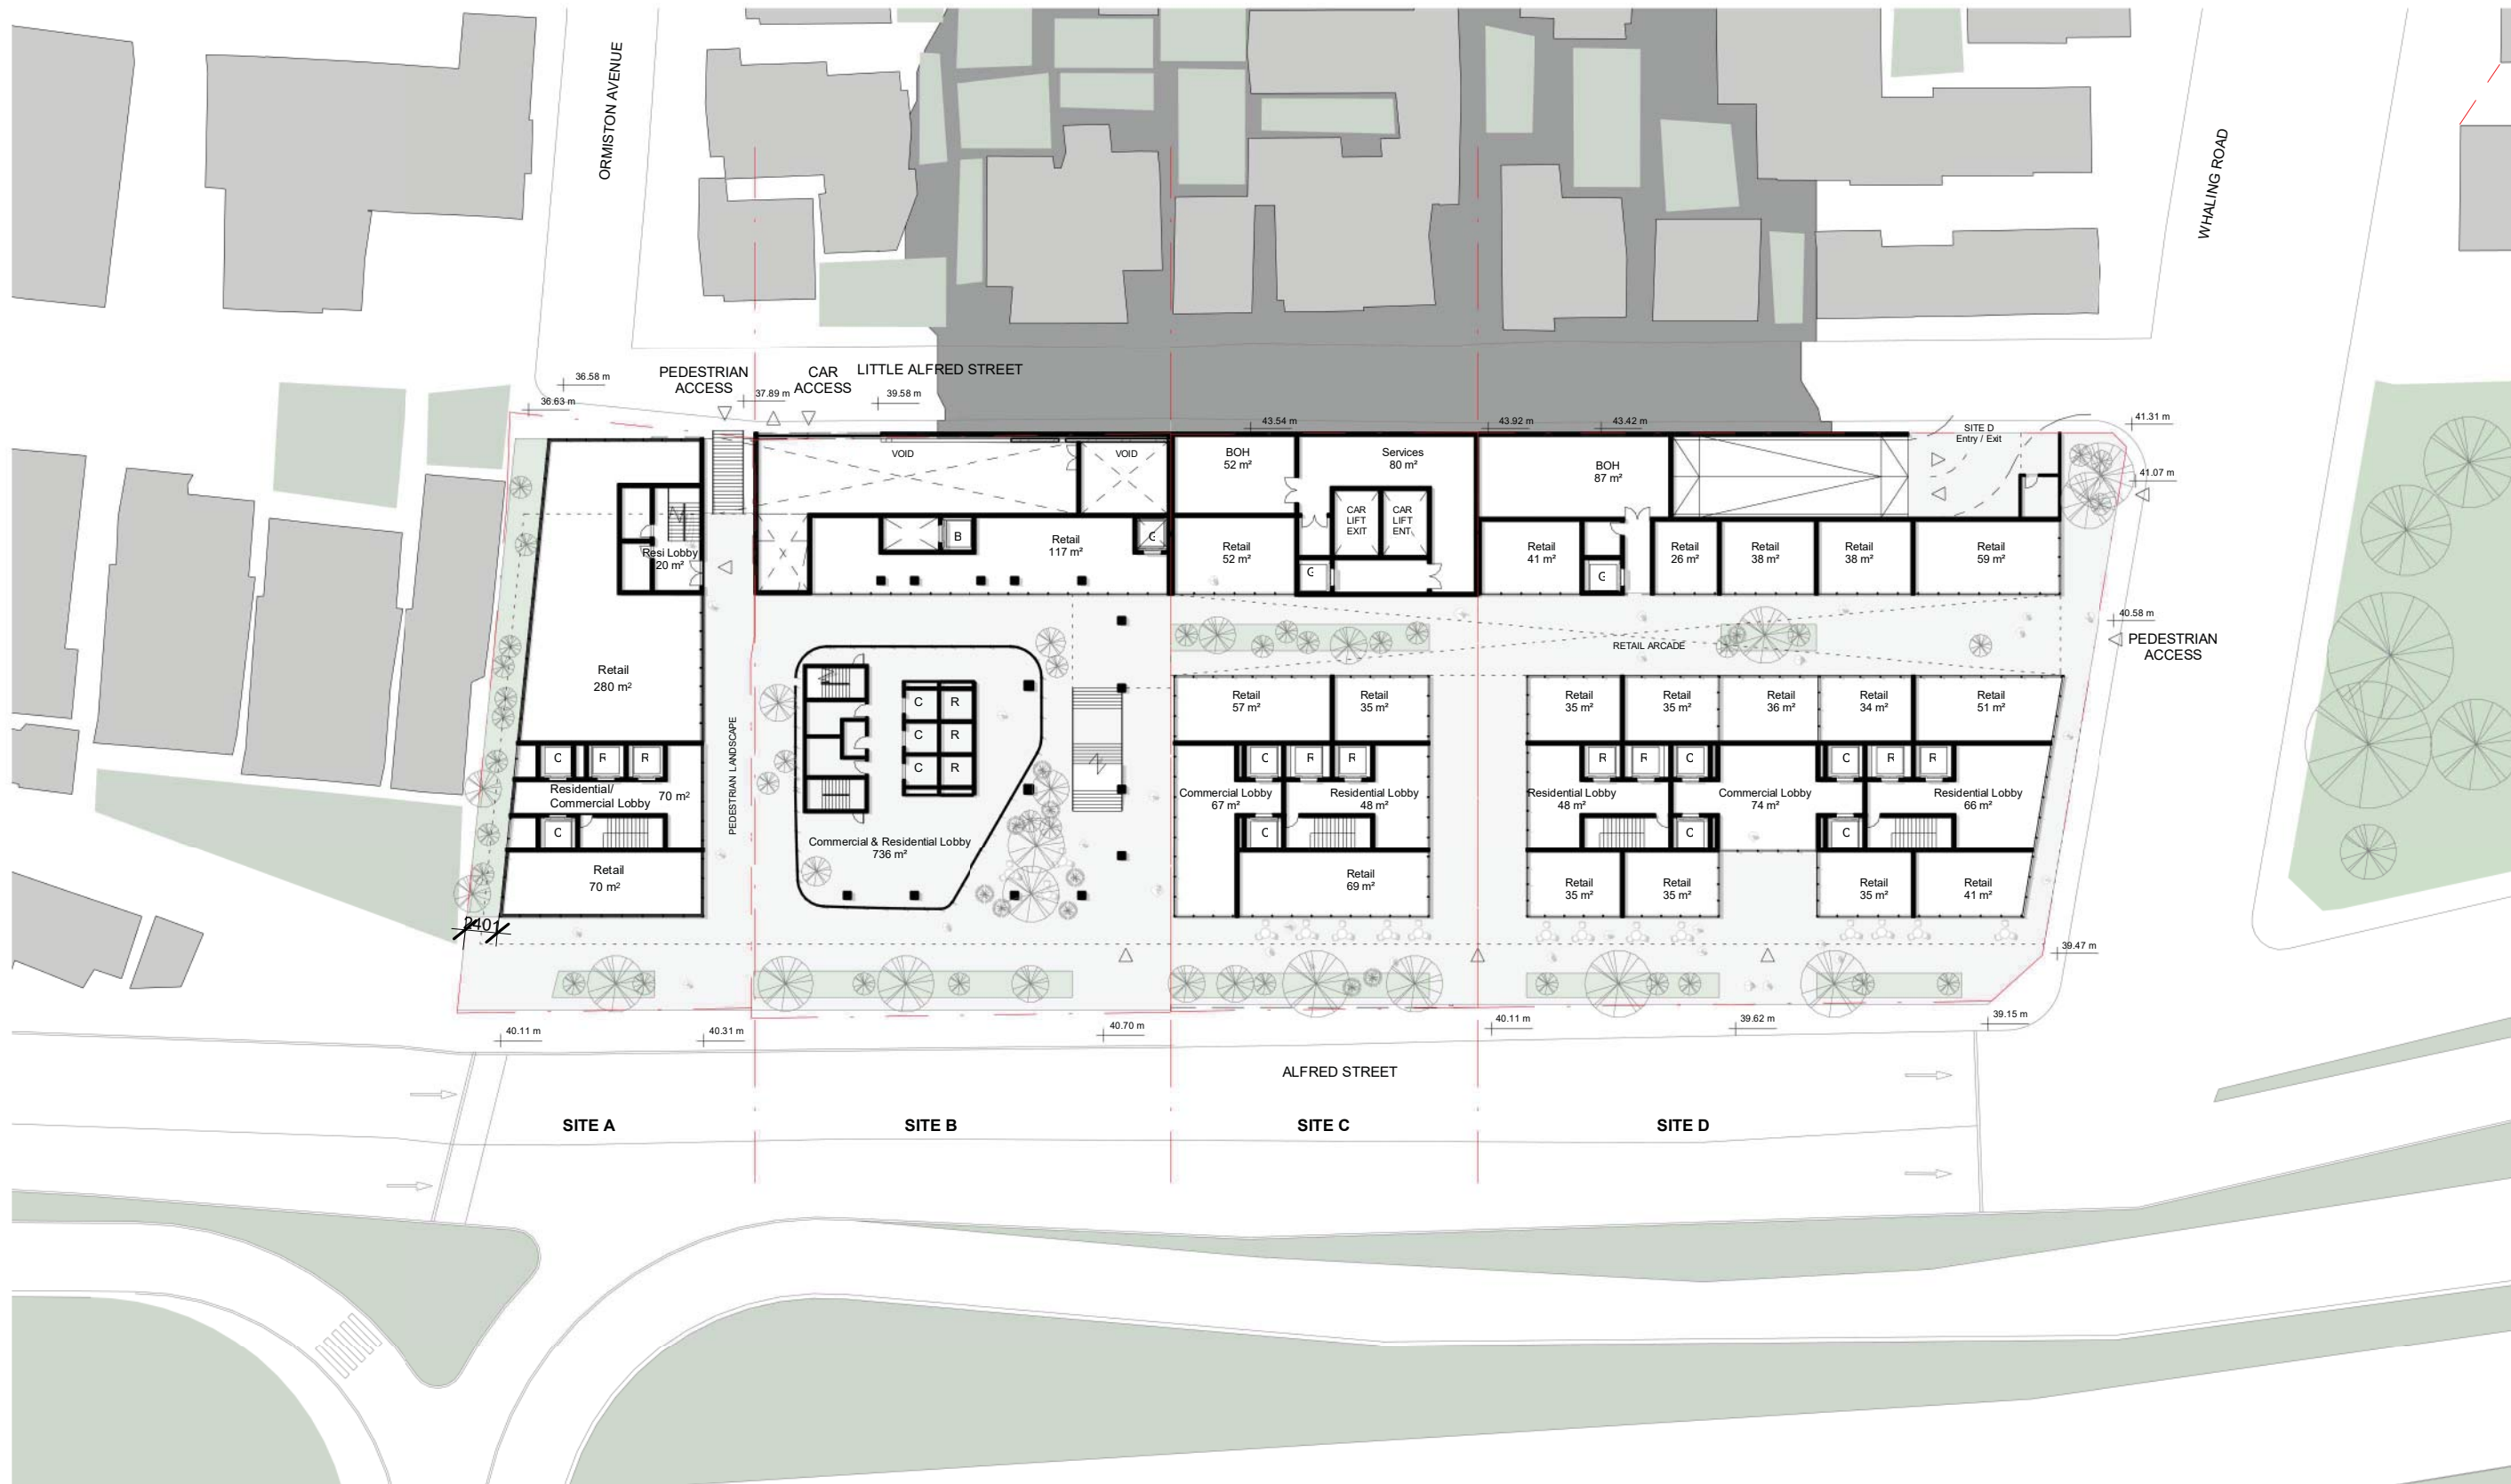 ORMISTON AVENUE
WHALING ROAD
LITTLE ALFRED STREET
PEDESTRIAN
ACCESS
CAR
ACCESS
36.58 m
36.63 m
37.89 m
39.58 m
43.54 m
43.92 m
43.42 m
41.31 m
41.07 m
SITE D
Entry / Exit
VOID
VOID
BOH
52 m²
Services
80 m²
BOH
87 m²
CAR
LIFT
EXIT
CAR
LIFT
ENT.
Resi Lobby
20 m²
B
Retail
117 m²
G
Retail
52 m²
G
Retail
41 m²
G
Retail
26 m²
Retail
38 m²
Retail
38 m²
Retail
59 m²
40.58 m
PEDESTRIAN
ACCESS
RETAIL ARCADE
Retail
280 m²
PEDESTRIAN LANDSCAPE
C
R
C
R
C
R
Retail
57 m²
Retail
35 m²
Retail
35 m²
Retail
35 m²
Retail
36 m²
Retail
34 m²
Retail
51 m²
C
R
R
C
R
R
R
R
C
C
R
R
Residential/
Commercial Lobby
70 m²
Commercial Lobby
67 m²
Residential Lobby
48 m²
Residential Lobby
48 m²
Commercial Lobby
74 m²
Residential Lobby
66 m²
C
C
C
C
Commercial & Residential Lobby
736 m²
Retail
70 m²
Retail
69 m²
Retail
35 m²
Retail
35 m²
Retail
35 m²
Retail
41 m²
2401
39.47 m
40.11 m
40.31 m
40.70 m
40.11 m
39.62 m
39.15 m
ALFRED STREET
SITE A
SITE B
SITE C
SITE D